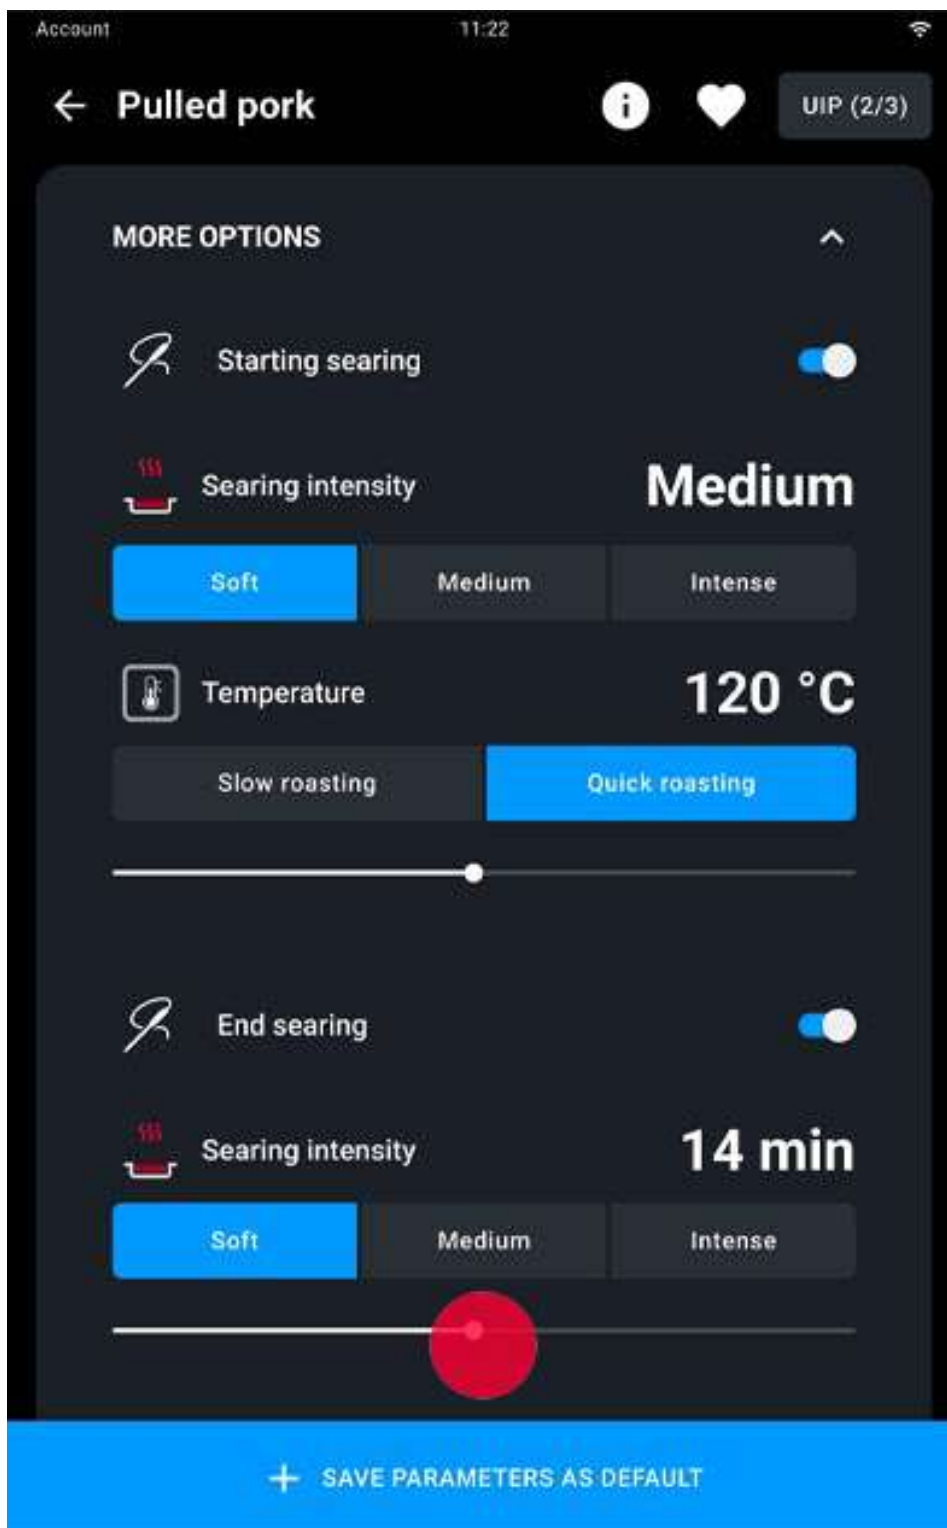 Account 11:22
Pulled pork UIP (2/3)
MORE OPTIONS
Starting searing
Searing intensity Medium
Soft Medium Intense
Temperature 120 °C
Slow roasting Quick roasting
End searing
Searing intensity 14 min
Soft Medium Intense
+ SAVE PARAMETERS AS DEFAULT